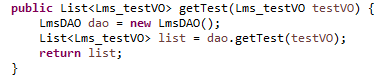 public List<Lms_testVO> getTest(Lms_testVO testVO) {
    LmsDAO dao = new LmsDAO();
    List<Lms_testVO> list = dao.getTest(testVO);
    return list;
}